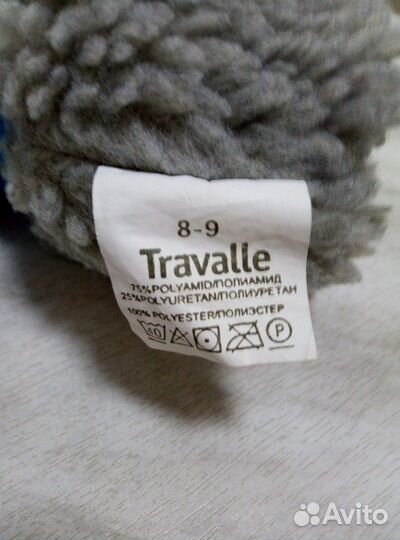 8-9
Travalle
75%POLYAMID/ПОЛИАМИД
25%POLYURETAN/ПОЛИУРЕТАН
100% POLYESTER/ПОЛИЭСТЕР
P
Avito